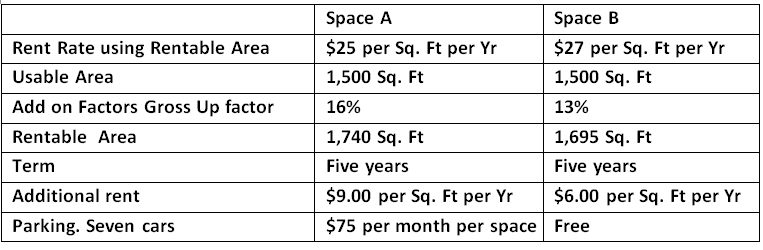 Space A Space B
Rent Rate using Rentable Area $25 per Sq. Ft per Yr $27 per Sq. Ft per Yr
Usable Area 1,500 Sq. Ft 1,500 Sq. Ft
Add on Factors Gross Up factor 16% 13%
Rentable Area 1,740 Sq. Ft 1,695 Sq. Ft
Term Five years Five years
Additional rent $9.00 per Sq. Ft per Yr $6.00 per Sq. Ft per Yr
Parking. Seven cars $75 per month per space Free